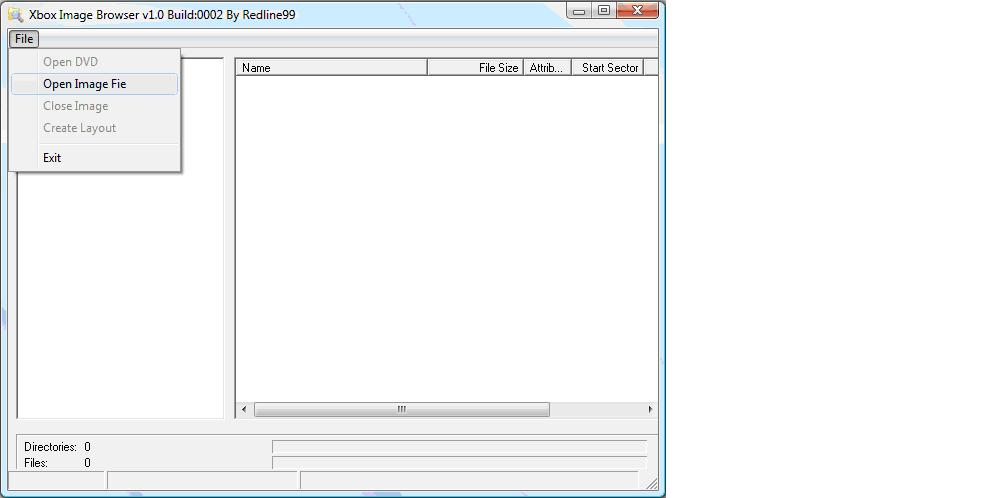 Xbox Image Browser v1.0 Build:0002 By Redline99
File
Open DVD
Open Image Fie
Close Image
Create Layout
Exit
Name File Size Attrib... Start Sector
Directories: 0
Files: 0